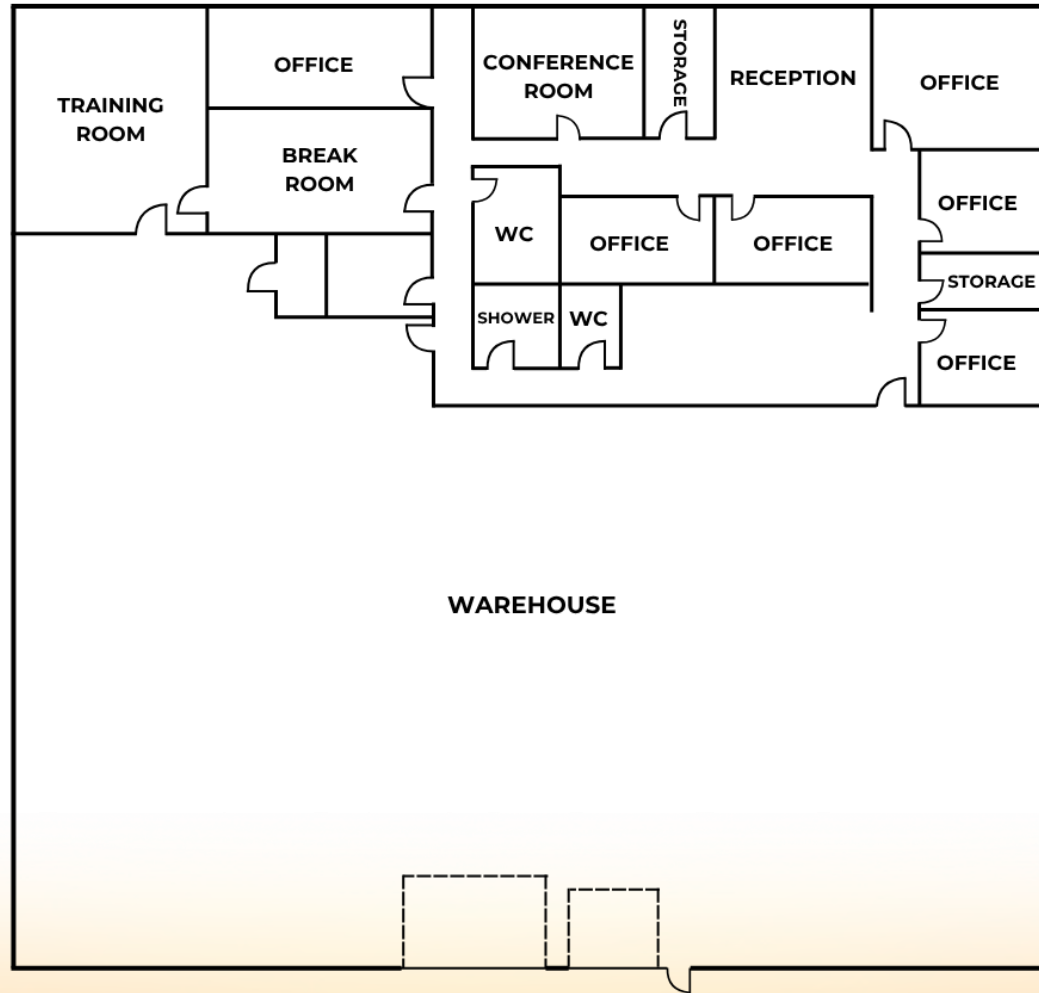 TRAINING
ROOM
OFFICE
BREAK
ROOM
CONFERENCE
ROOM
STORAGE
RECEPTION
OFFICE
OFFICE
STORAGE
OFFICE
WC
OFFICE
OFFICE
SHOWER
WC
WAREHOUSE